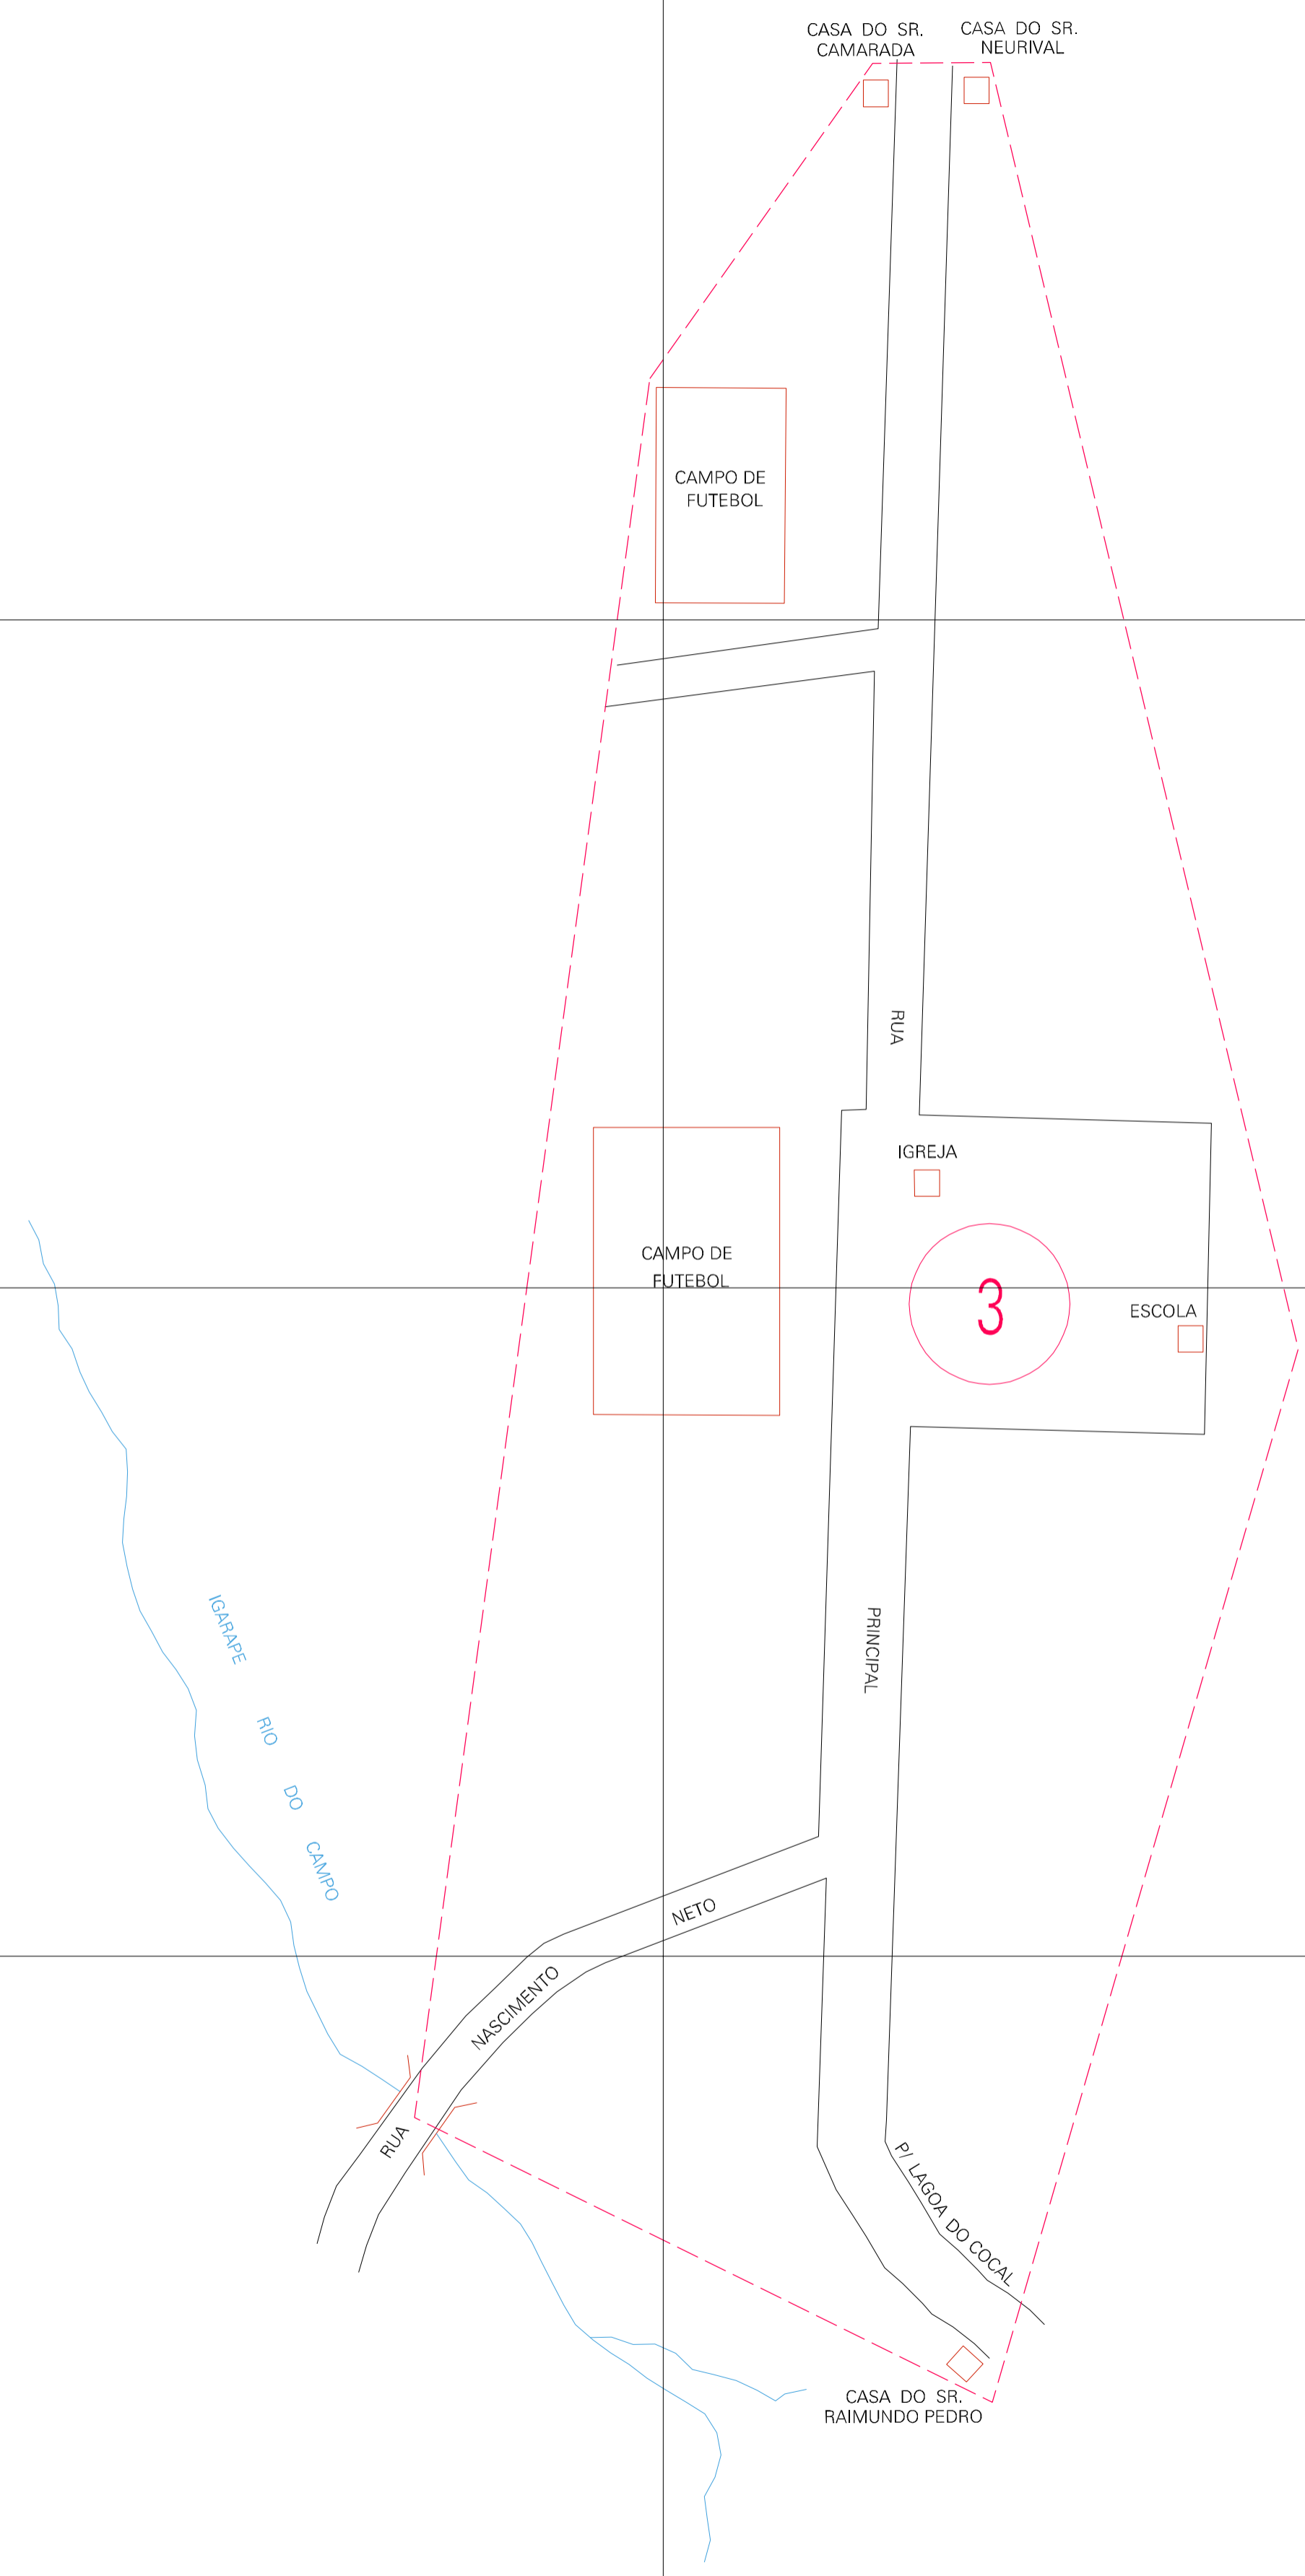 CASA DO SR.
CAMARADA
CASA DO SR.
NEURIVAL
CAMPO DE
FUTEBOL
RUA
IGREJA
CAMPO DE
FUTEBOL
3
ESCOLA
PRINCIPAL
IGARAPE RIO DO CAMPO
RUA NASCIMENTO NETO
P/ LAGOA DO COCAL
CASA DO SR.
RAIMUNDO PEDRO